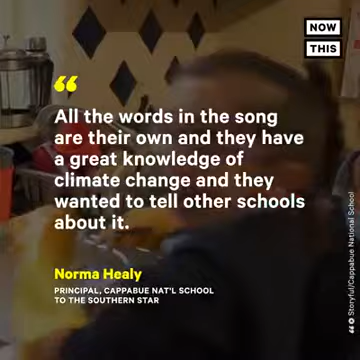 NOW
THIS
“
All the words in the song
are their own and they have
a great knowledge of
climate change and they
wanted to tell other schools
about it.
Norma Healy
PRINCIPAL, CAPPABUE NAT'L SCHOOL
TO THE SOUTHERN STAR
Storyful/Cappabue National School